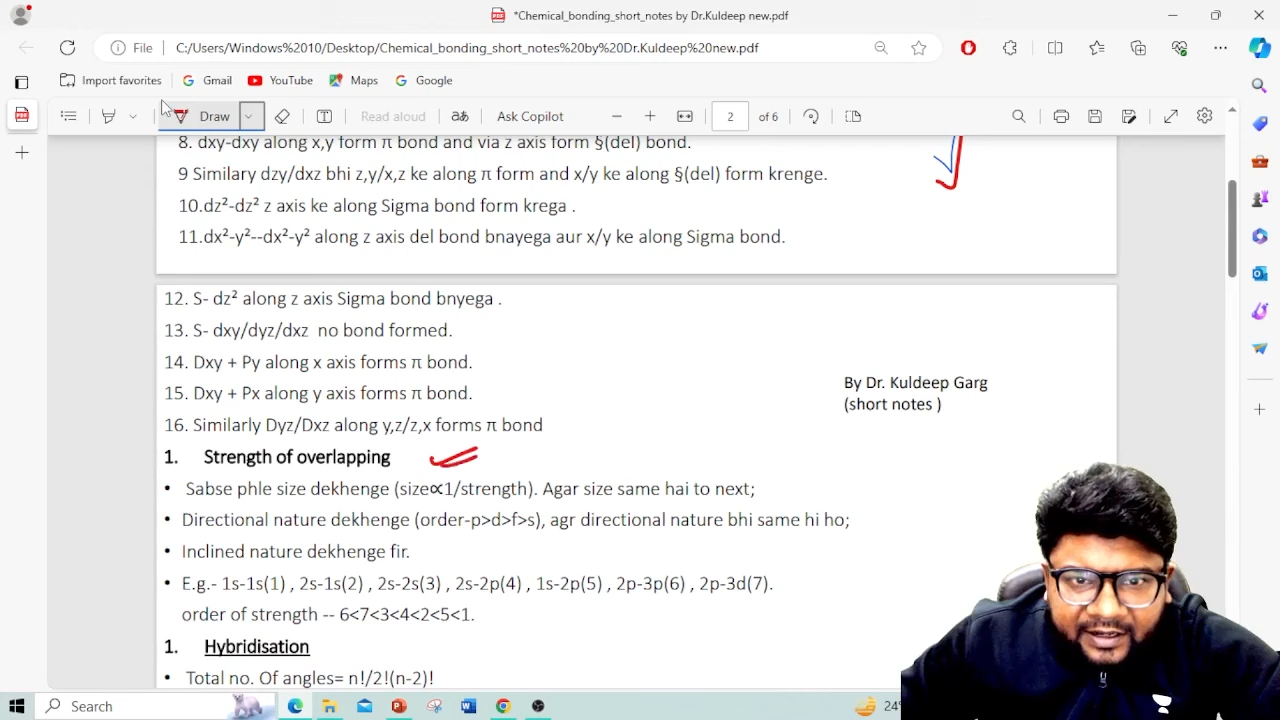 *Chemical_bonding_short_notes by Dr.Kuldeep new.pdf
File
C:/Users/Windows%2010/Desktop/Chemical_bonding_short_notes%20by%20Dr.Kuldeep%20new.pdf
Import favorites
Gmail
YouTube
Maps
Google
Draw
Read aloud
Ask Copilot
2 of 6
8. dxy-dxy along x,y form π bond and via z axis form §(del) bond.
9 Similary dzy/dxz bhi z,y/x,z ke along π form and x/y ke along §(del) form krenge.
10.dz²-dz² z axis ke along Sigma bond form krega .
11.dx²-y²--dx²-y² along z axis del bond bnayega aur x/y ke along Sigma bond.
12. S- dz² along z axis Sigma bond bnyega .
13. S- dxy/dyz/dxz no bond formed.
14. Dxy + Py along x axis forms π bond.
15. Dxy + Px along y axis forms π bond.
By Dr. Kuldeep Garg
(short notes )
16. Similarly Dyz/Dxz along y,z/z,x forms π bond
1. Strength of overlapping
• Sabse phle size dekhenge (size∝1/strength). Agar size same hai to next;
• Directional nature dekhenge (order-p>d>f>s), agr directional nature bhi same hi ho;
• Inclined nature dekhenge fir.
• E.g.- 1s-1s(1) , 2s-1s(2) , 2s-2s(3) , 2s-2p(4) , 1s-2p(5) , 2p-3p(6) , 2p-3d(7).
order of strength -- 6<7<3<4<2<5<1.
1. Hybridisation
• Total no. Of angles= n!/2!(n-2)!
Search
24°